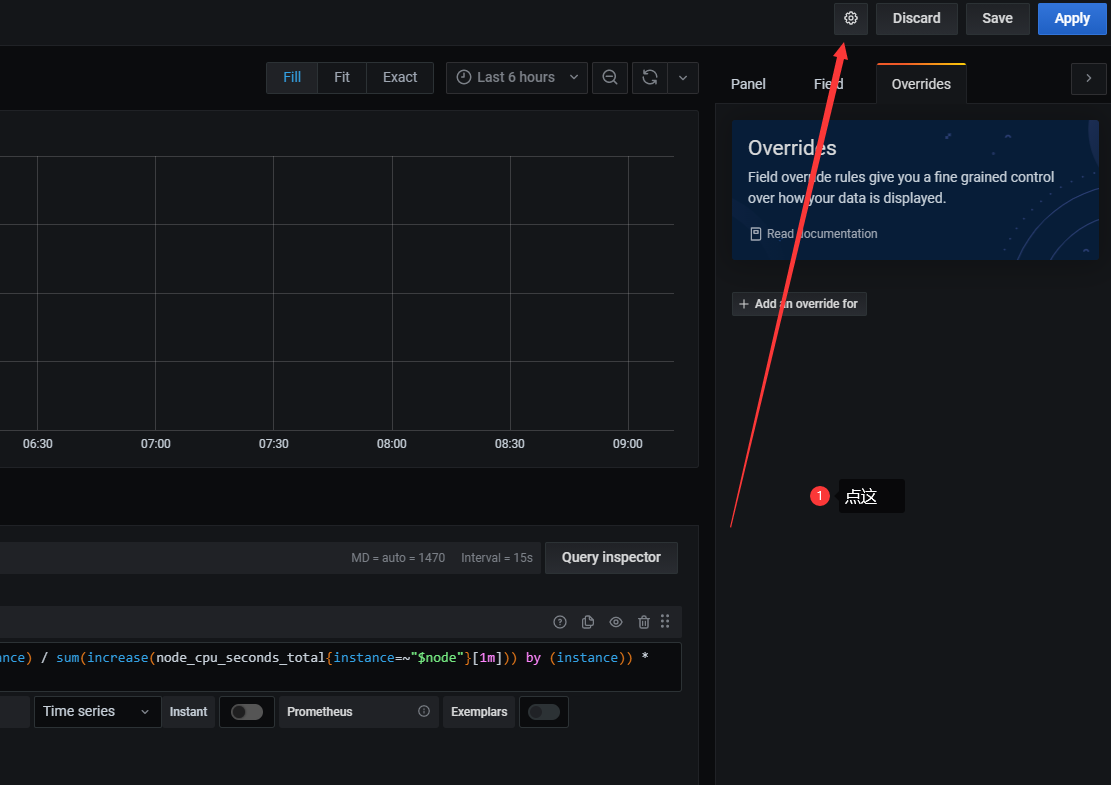 Discard Save Apply
Fill Fit Exact Last 6 hours
Panel Field Overrides
Overrides
Field override rules give you a fine grained control
over how your data is displayed.
Read documentation
+ Add an override for
06:30 07:00 07:30 08:00 08:30 09:00
1 点这
MD = auto = 1470 Interval = 15s Query inspector
nce) / sum(increase(node_cpu_seconds_total{instance=~"$node"}[1m])) by (instance)) *
Time series Instant Prometheus Exemplars